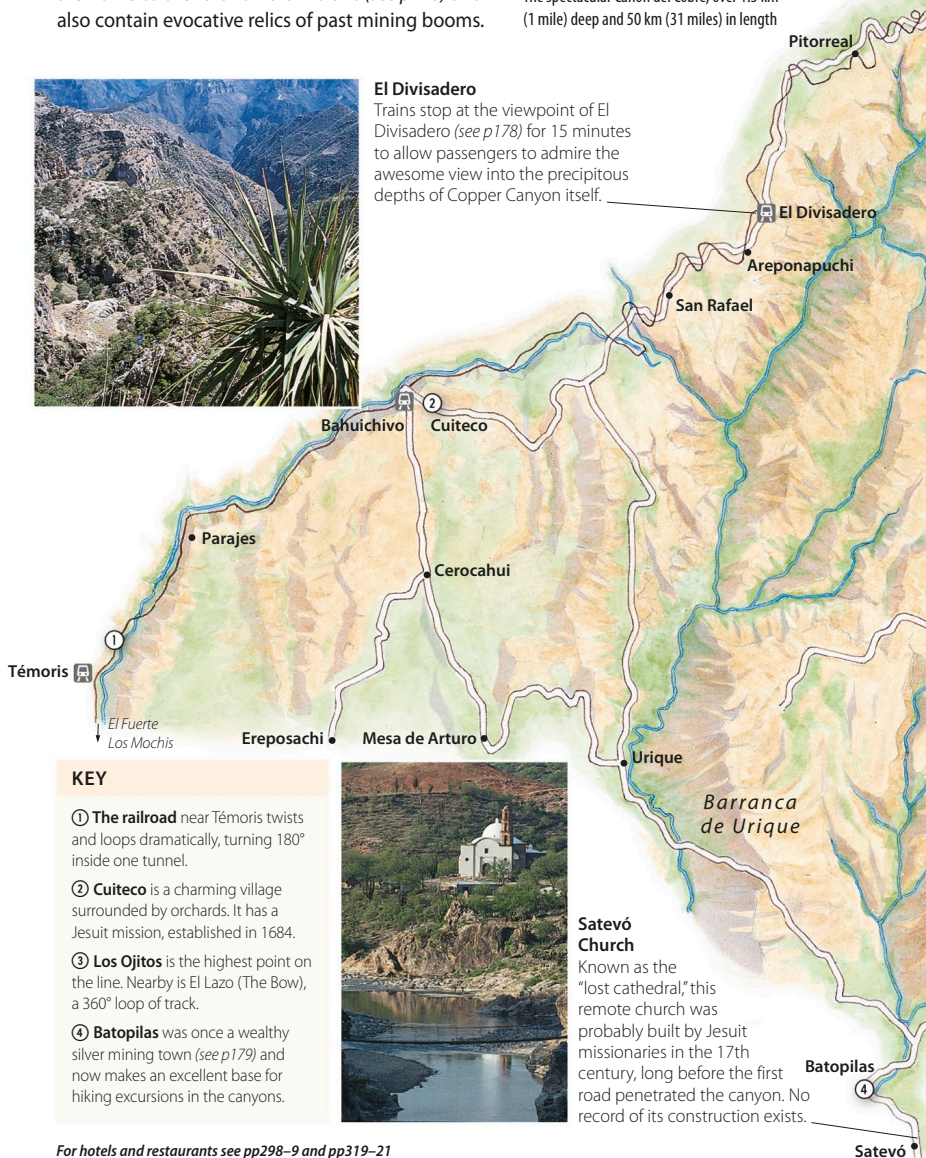 also contain evocative relics of past mining booms.
(1 mile) deep and 50 km (31 miles) in length
Pitorreal
El Divisadero
Trains stop at the viewpoint of El
Divisadero (see p178) for 15 minutes
to allow passengers to admire the
awesome view into the precipitous
depths of Copper Canyon itself.
El Divisadero
Areponapuchi
San Rafael
2
Bahuichivo
Cuiteco
Parajes
Cerocahui
1
Témoris
El Fuerte
Los Mochis
Ereposachi
Mesa de Arturo
Urique
Barranca
de Urique
KEY
① The railroad near Témoris twists
and loops dramatically, turning 180°
inside one tunnel.
② Cuiteco is a charming village
surrounded by orchards. It has a
Jesuit mission, established in 1684.
③ Los Ojitos is the highest point on
the line. Nearby is El Lazo (The Bow),
a 360° loop of track.
④ Batopilas was once a wealthy
silver mining town (see p179) and
now makes an excellent base for
hiking excursions in the canyons.
Satevó
Church
Known as the
“lost cathedral,” this
remote church was
probably built by Jesuit
missionaries in the 17th
century, long before the first
road penetrated the canyon. No
record of its construction exists.
Batopilas
4
Satevó
For hotels and restaurants see pp298–9 and pp319–21